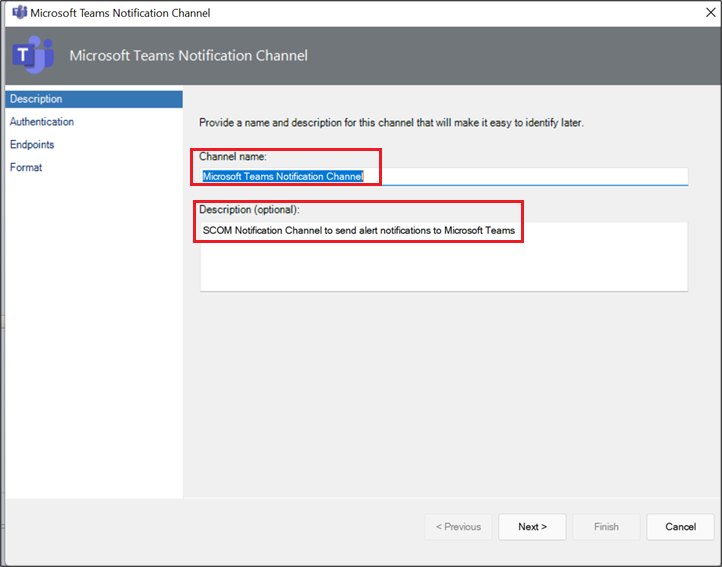 Microsoft Teams Notification Channel
T
Microsoft Teams Notification Channel
Description
Authentication
Endpoints
Format
Provide a name and description for this channel that will make it easy to identify later.
Channel name:
Microsoft Teams Notification Channel
Description (optional):
SCOM Notification Channel to send alert notifications to Microsoft Teams
< Previous
Next >
Finish
Cancel